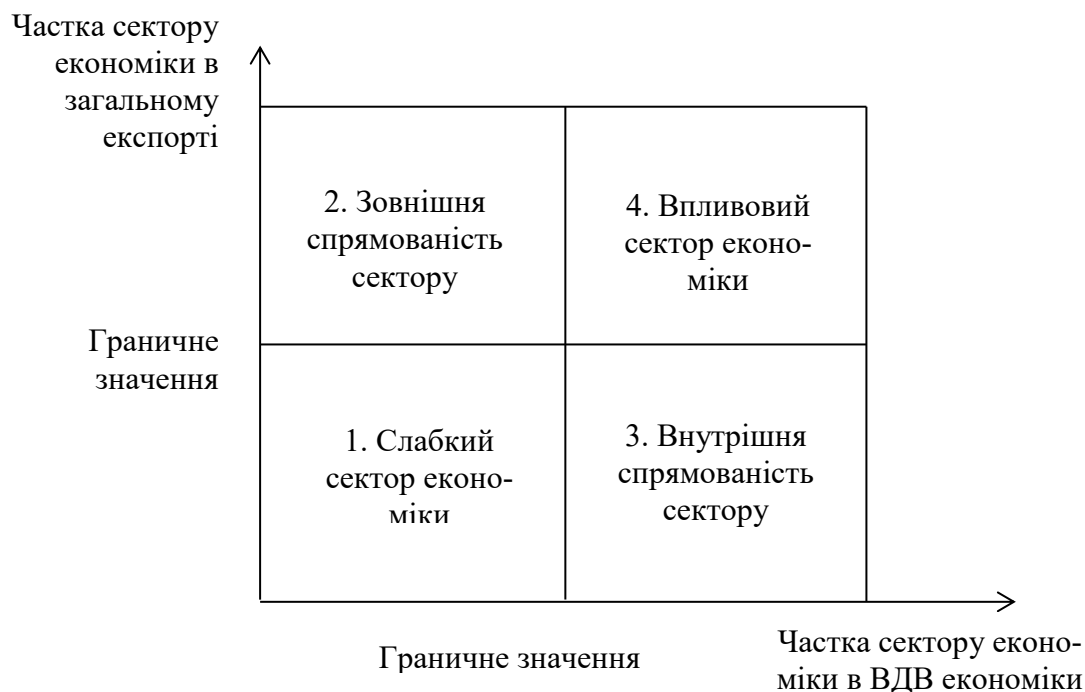 Частка сектору
економіки в
загальному
експорті
2. Зовнішня
спрямованість
сектору
4. Впливовий
сектор еконо-
міки
Граничне
значення
1. Слабкий
сектор еконо-
міки
3. Внутрішня
спрямованість
сектору
Граничне значення
Частка сектору еконо-
міки в ВДВ економіки